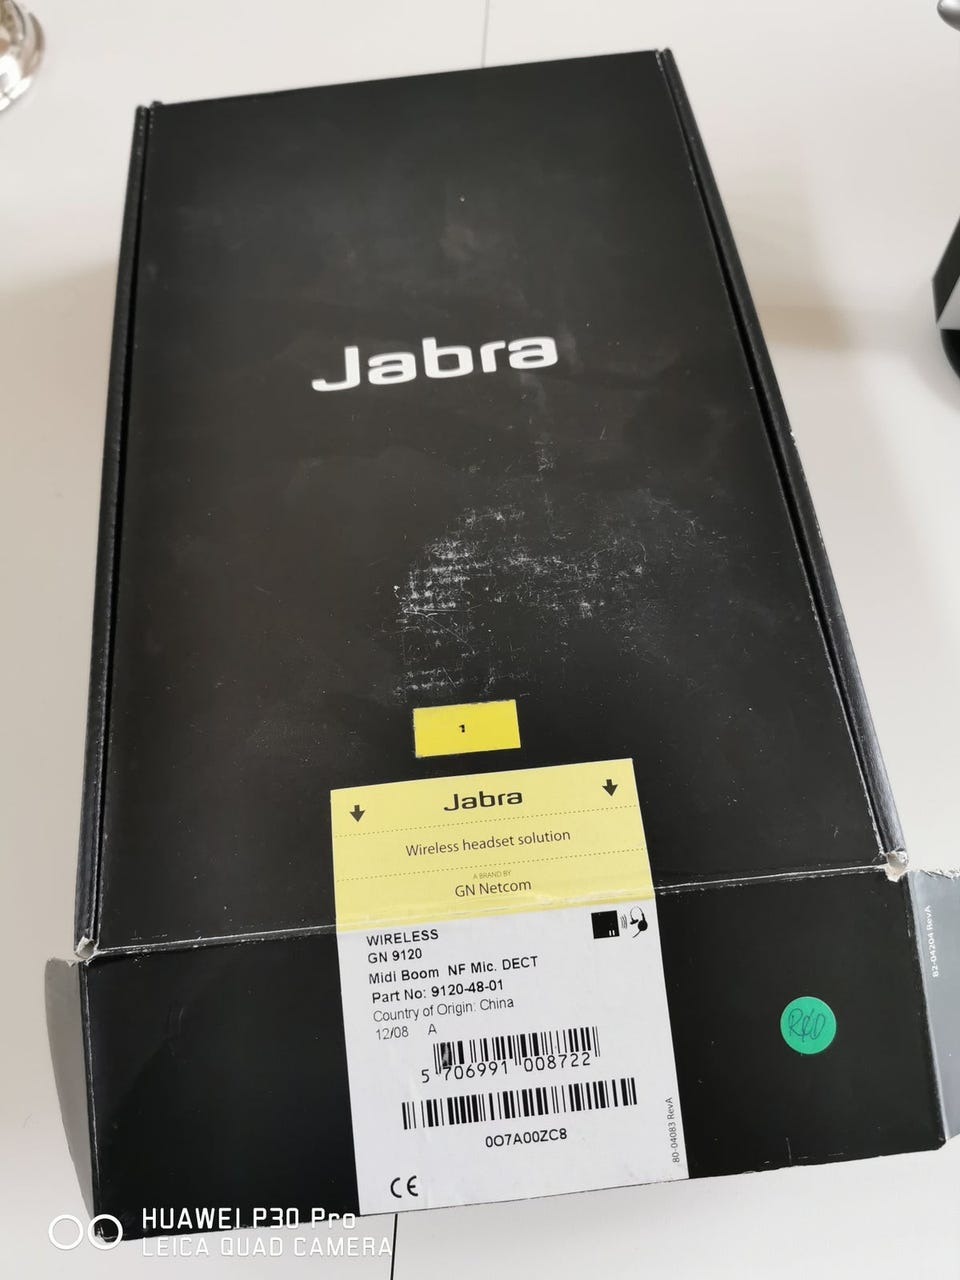 Jabra
1
Jabra
Wireless headset solution
A BRAND BY
GN Netcom
WIRELESS
GN 9120
Midi Boom NF Mic. DECT
Part No: 9120-48-01
Country of Origin: China
12/08 A
5 706991 008722
0O7A00ZC8
CE
80-04083 RevA
82-04204 RevA
HUAWEI P30 Pro
LEICA QUAD CAMERA